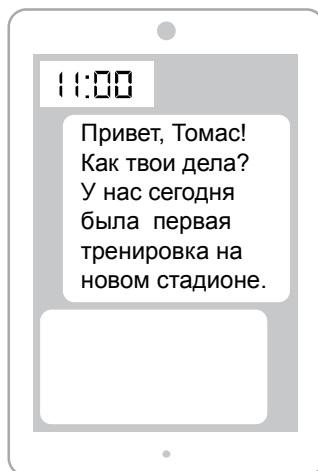 11:00
Привет, Томас!
Как твои дела?
У нас сегодня
была первая
тренировка на
новом стадионе.